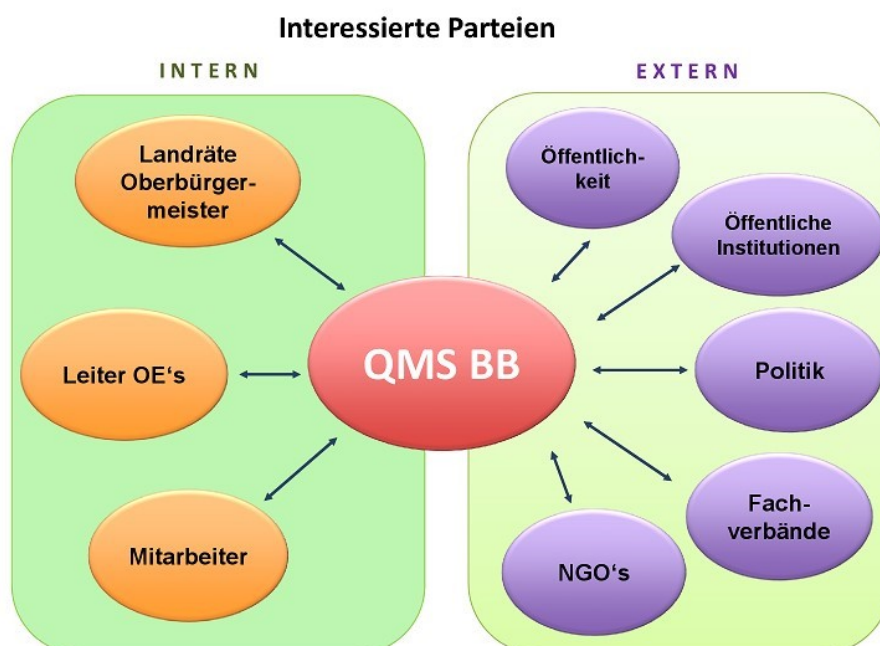 Interessierte Parteien
INTERN
EXTERN
Landräte
Oberbürger-
meister
Leiter OE‘s
Mitarbeiter
QMS BB
Öffentlich-
keit
Öffentliche
Institutionen
Politik
Fach-
verbände
NGO‘s